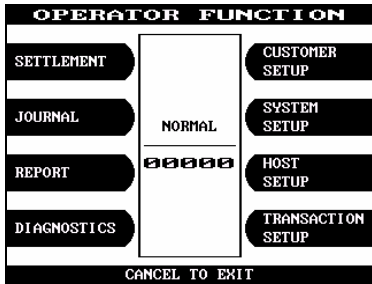 OPERATOR FUNCTION
SETTLEMENT
JOURNAL
REPORT
DIAGNOSTICS
NORMAL
00000
CUSTOMER
SETUP
SYSTEM
SETUP
HOST
SETUP
TRANSACTION
SETUP
CANCEL TO EXIT